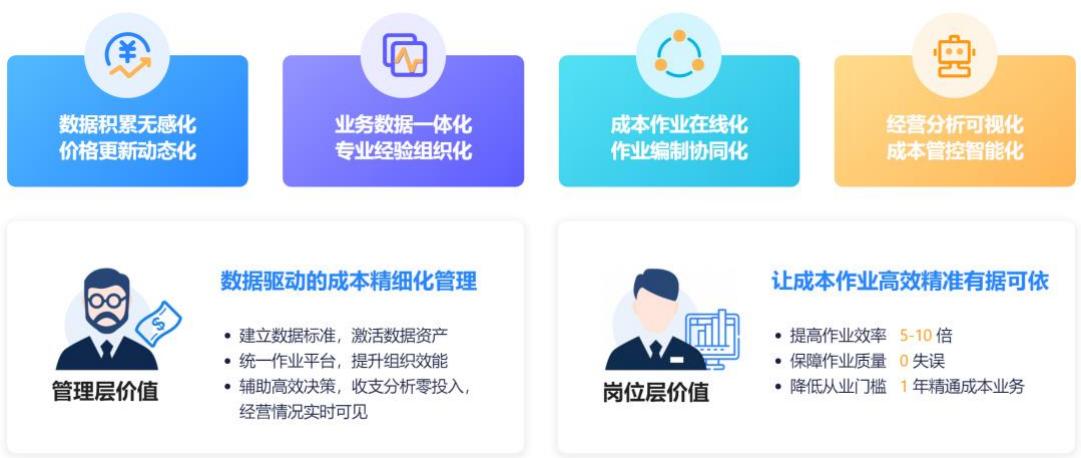 数据积累无感化
价格更新动态化
业务数据一体化
专业经验组织化
成本作业在线化
作业编制协同化
经营分析可视化
成本管控智能化
数据驱动的成本精细化管理
• 建立数据标准，激活数据资产
• 统一作业平台，提升组织效能
• 辅助高效决策，收支分析零投入，
经营情况实时可见
管理层价值
让成本作业高效精准有据可依
• 提高作业效率 5-10 倍
• 保障作业质量 0 失误
• 降低从业门槛 1 年精通成本业务
岗位层价值